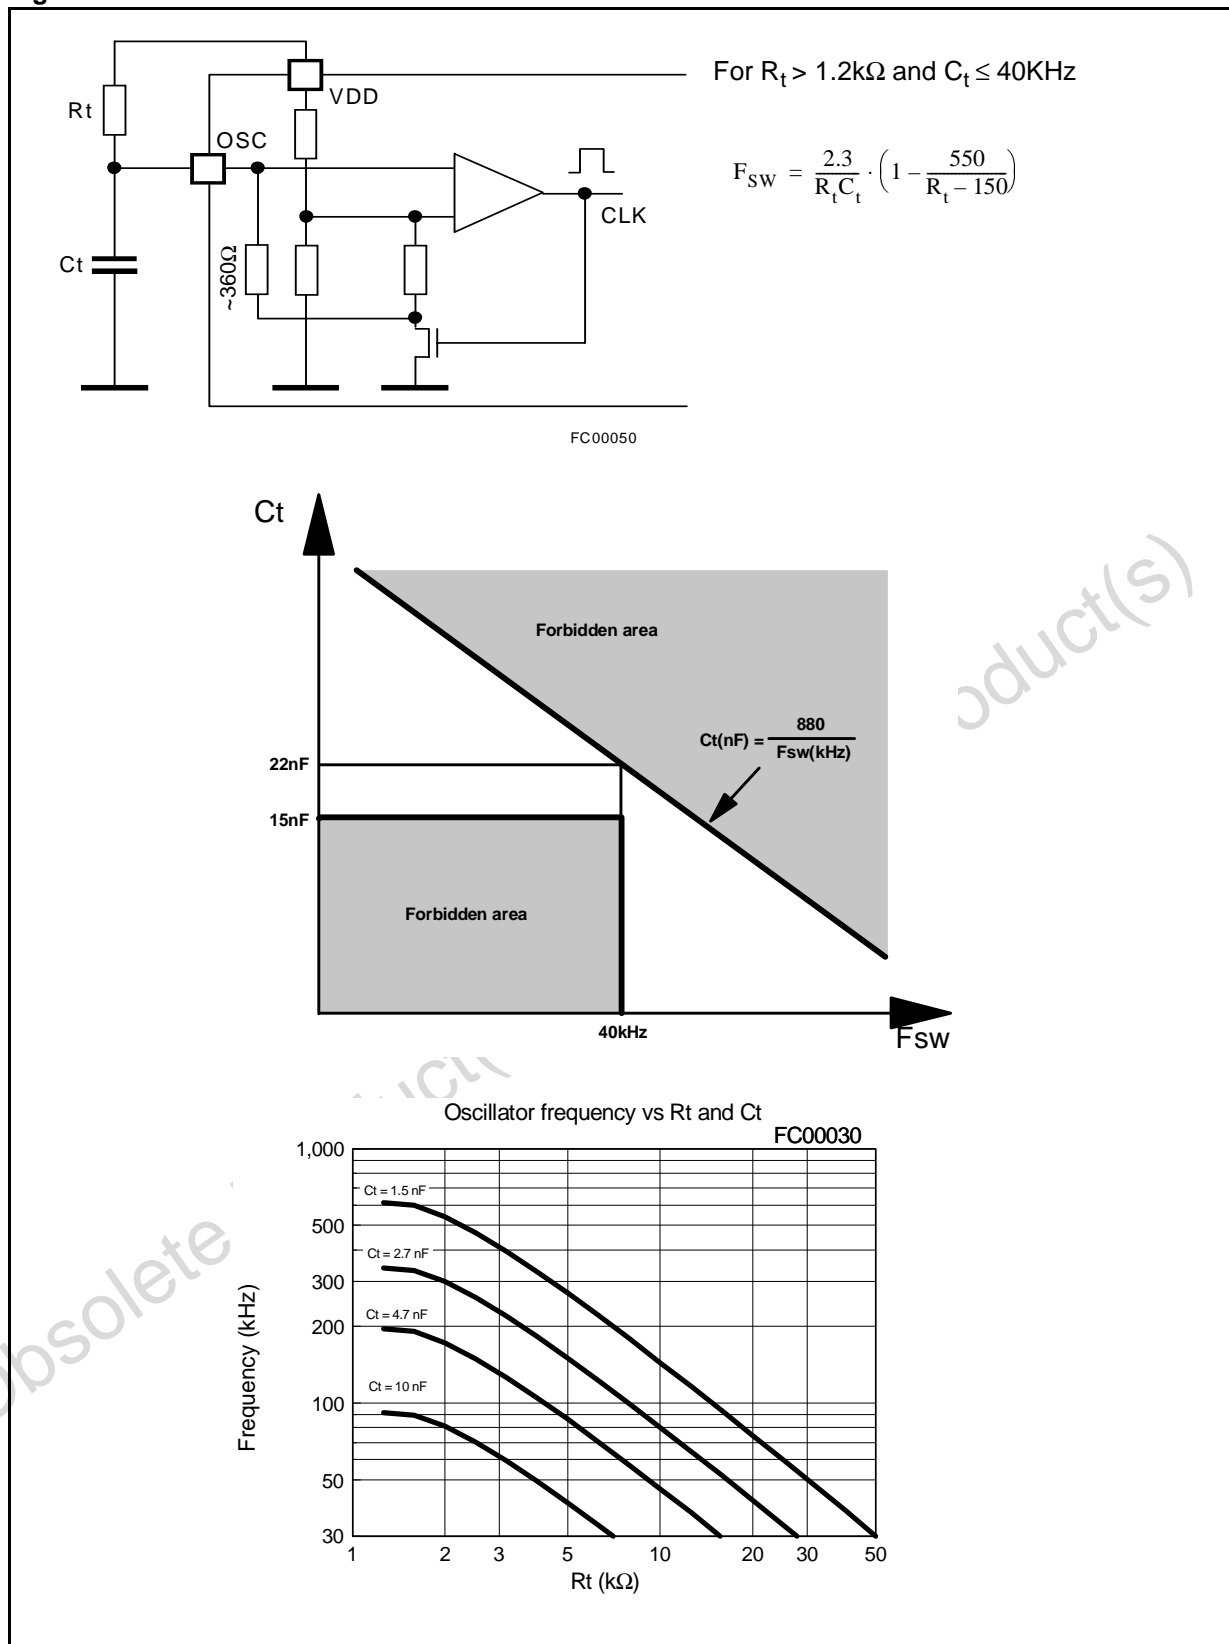 For Rt > 1.2kΩ and Ct ≤ 40KHz
VDD
Rt
OSC
FSW = 2.3 / RtCt · (1 – 550 / Rt – 150)
CLK
Ct
~360Ω
FC00050
Ct
Forbidden area
Ct(nF) = 880 / Fsw(kHz)
22nF
15nF
Forbidden area
40kHz
Fsw
Oscillator frequency vs Rt and Ct
FC00030
1,000
Ct = 1.5 nF
500
Ct = 2.7 nF
300
Ct = 4.7 nF
200
Ct = 10 nF
100
50
30
1 2 3 5 10 20 30 50
Frequency (kHz)
Rt (kΩ)
oduct(s)
Obsolete